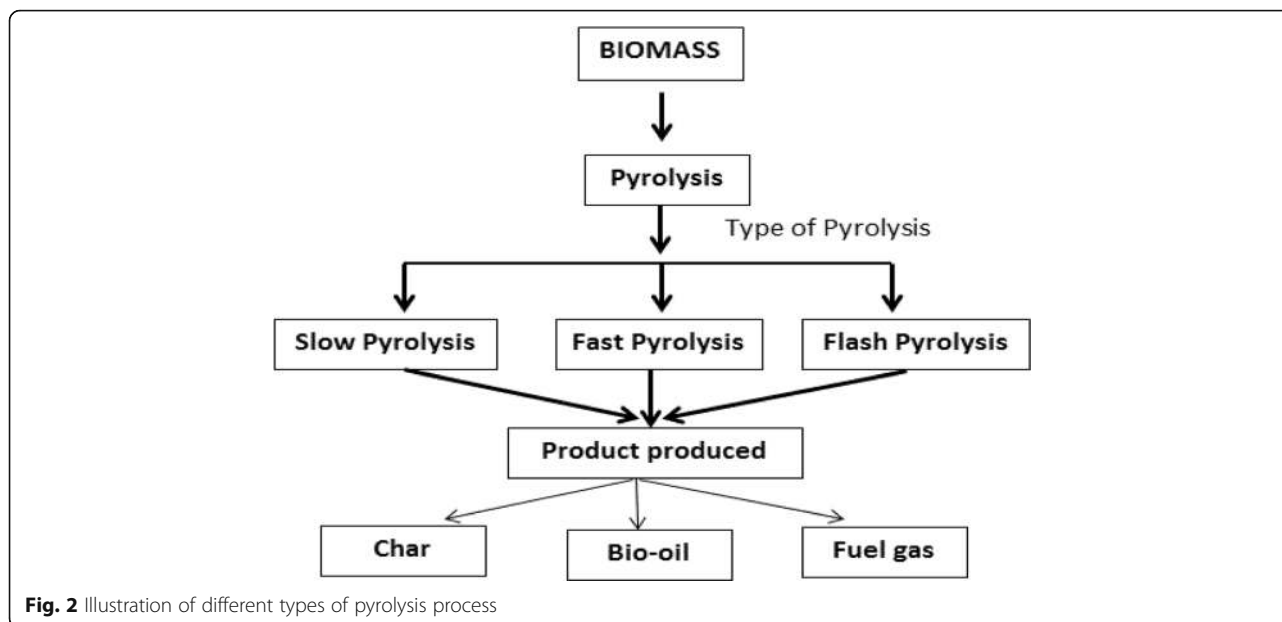 BIOMASS
Pyrolysis
Type of Pyrolysis
Slow Pyrolysis
Fast Pyrolysis
Flash Pyrolysis
Product produced
Char
Bio-oil
Fuel gas
Fig. 2 Illustration of different types of pyrolysis process